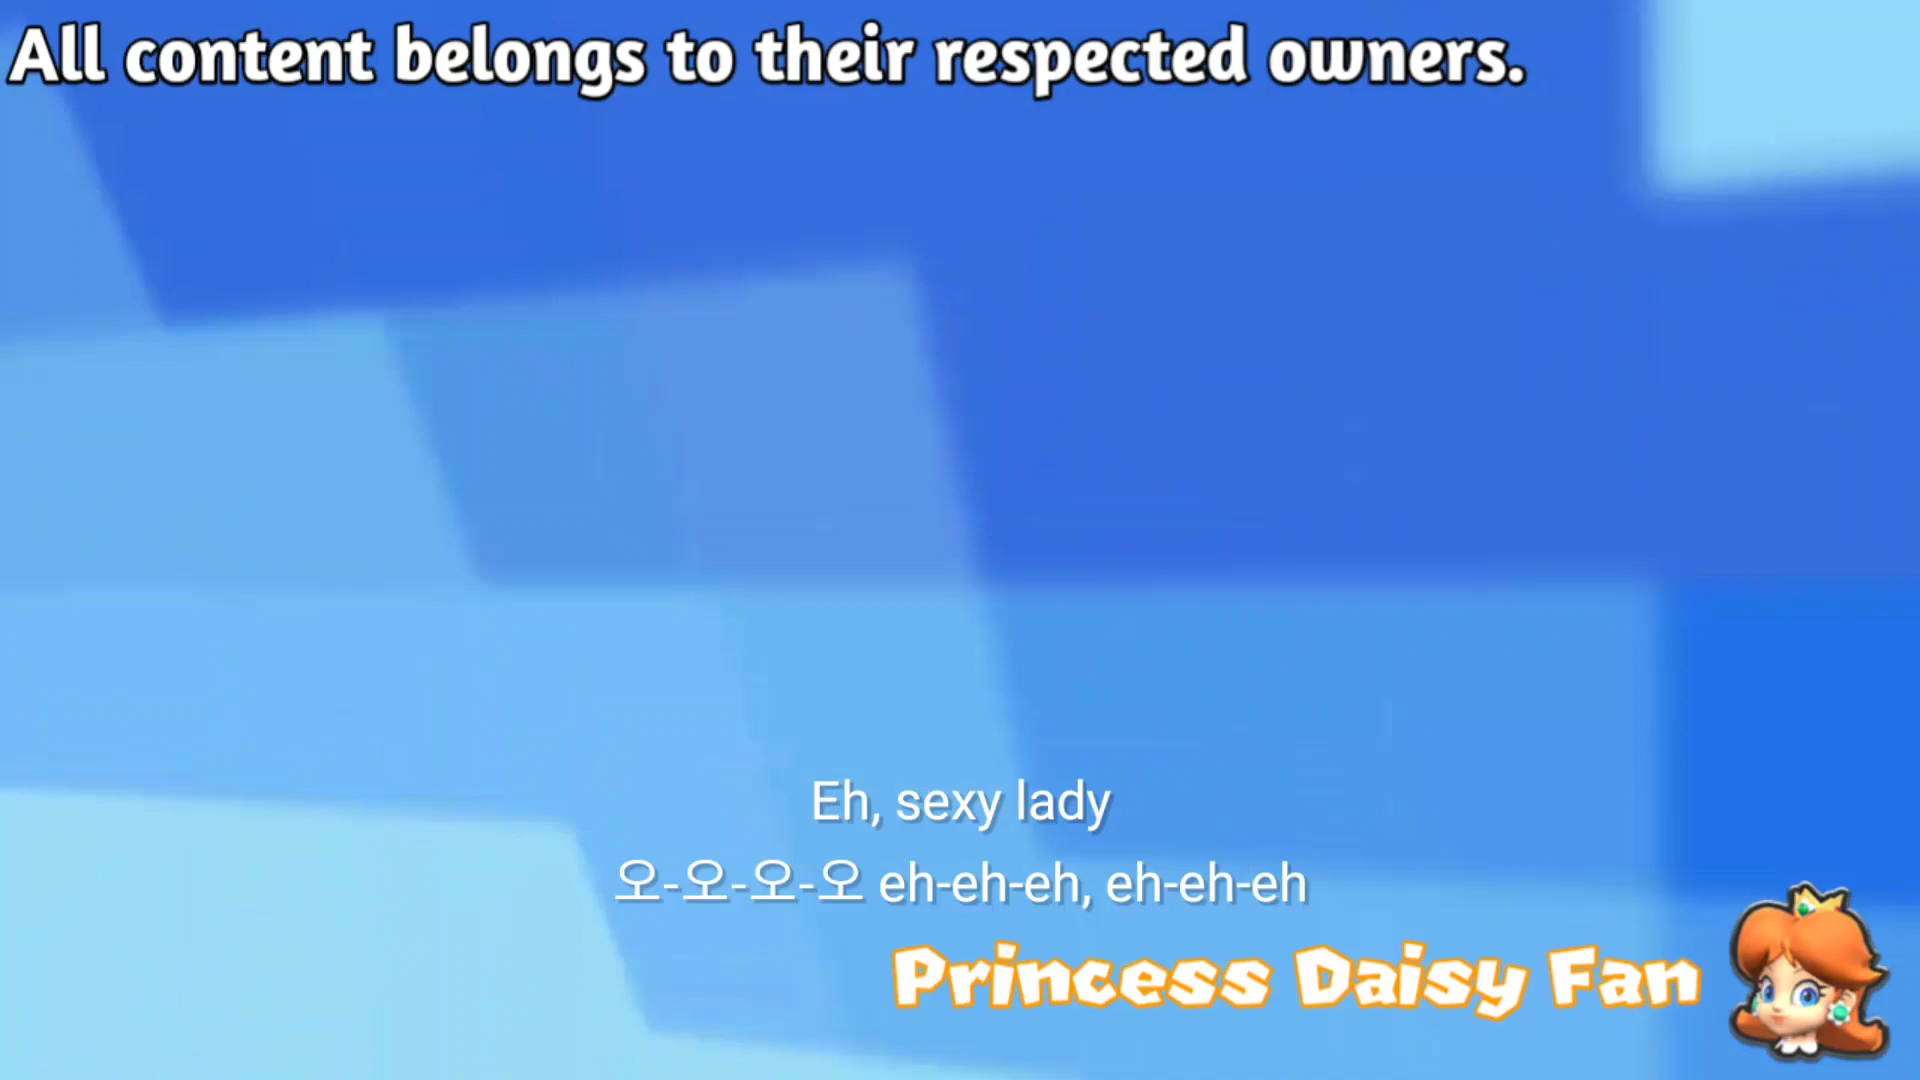 All content belongs to their respected owners.
Eh, sexy lady
오-오-오-오 eh-eh-eh, eh-eh-eh
Princess Daisy Fan